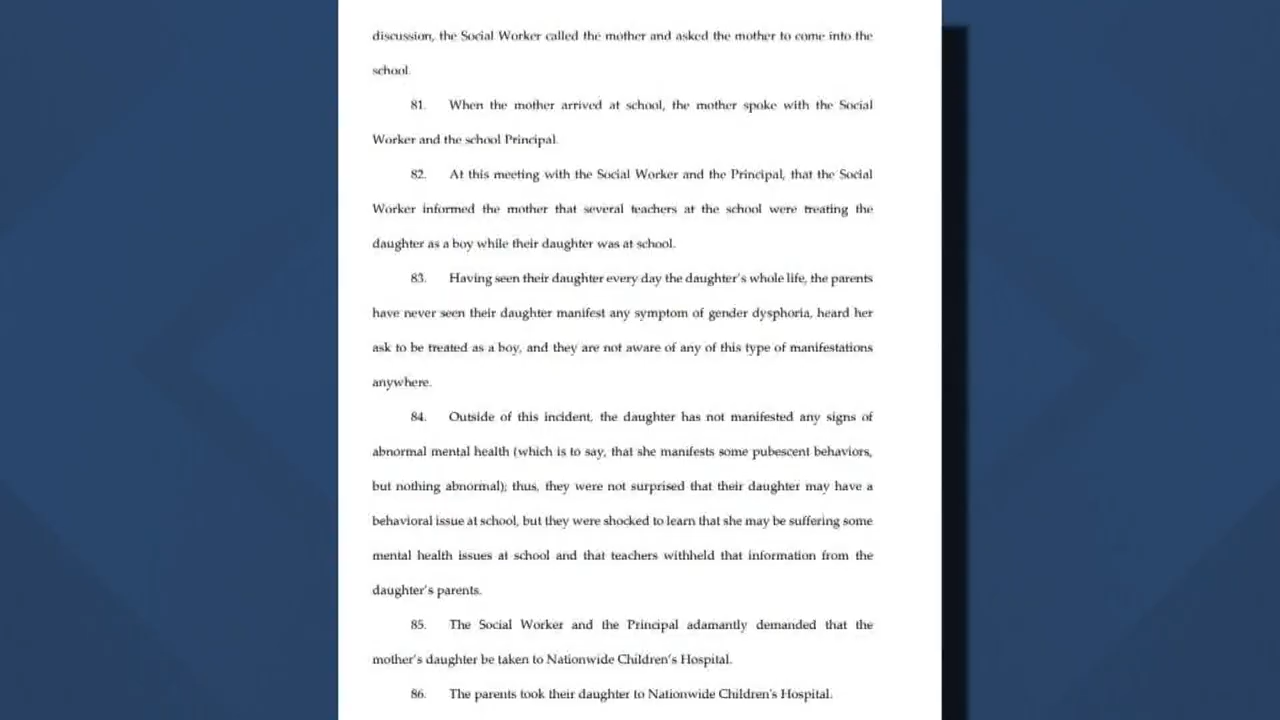 discussion, the Social Worker called the mother and asked the mother to come into the
school.
81. When the mother arrived at school, the mother spoke with the Social
Worker and the school Principal.
82. At this meeting with the Social Worker and the Principal, that the Social
Worker informed the mother that several teachers at the school were treating the
daughter as a boy while their daughter was at school.
83. Having seen their daughter every day the daughter's whole life, the parents
have never seen their daughter manifest any symptom of gender dysphoria, heard her
ask to be treated as a boy, and they are not aware of any of this type of manifestations
anywhere.
84. Outside of this incident, the daughter has not manifested any signs of
abnormal mental health (which is to say, that she manifests some pubescent behaviors,
but nothing abnormal); thus, they were not surprised that their daughter may have a
behavioral issue at school, but they were shocked to learn that she may be suffering some
mental health issues at school and that teachers withheld that information from the
daughter's parents.
85. The Social Worker and the Principal adamantly demanded that the
mother's daughter be taken to Nationwide Children's Hospital.
86. The parents took their daughter to Nationwide Children's Hospital.